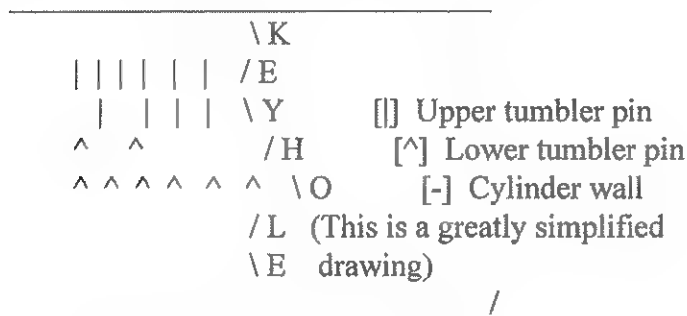 \ K
| | | | | | / E
| | | | \ Y [|] Upper tumbler pin
^ ^ / H [^] Lower tumbler pin
^ ^ ^ ^ ^ ^ \ O [-] Cylinder wall
/ L (This is a greatly simplified
\ E drawing)
/